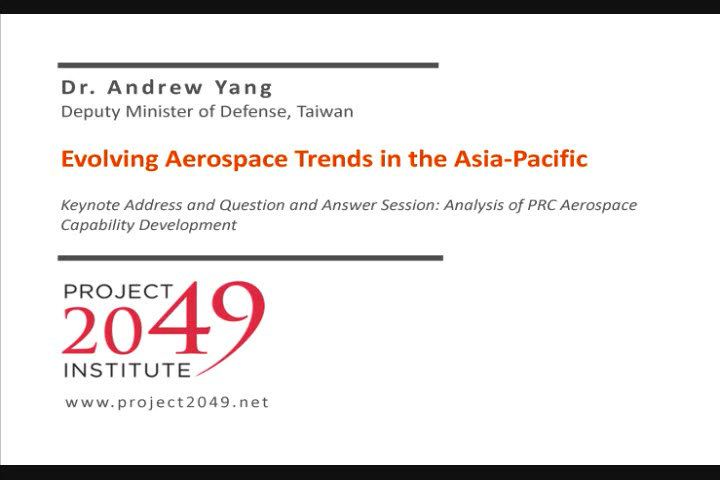 Dr. Andrew Yang
Deputy Minister of Defense, Taiwan
Evolving Aerospace Trends in the Asia-Pacific
Keynote Address and Question and Answer Session: Analysis of PRC Aerospace
Capability Development
PROJECT
2049
INSTITUTE
www.project2049.net